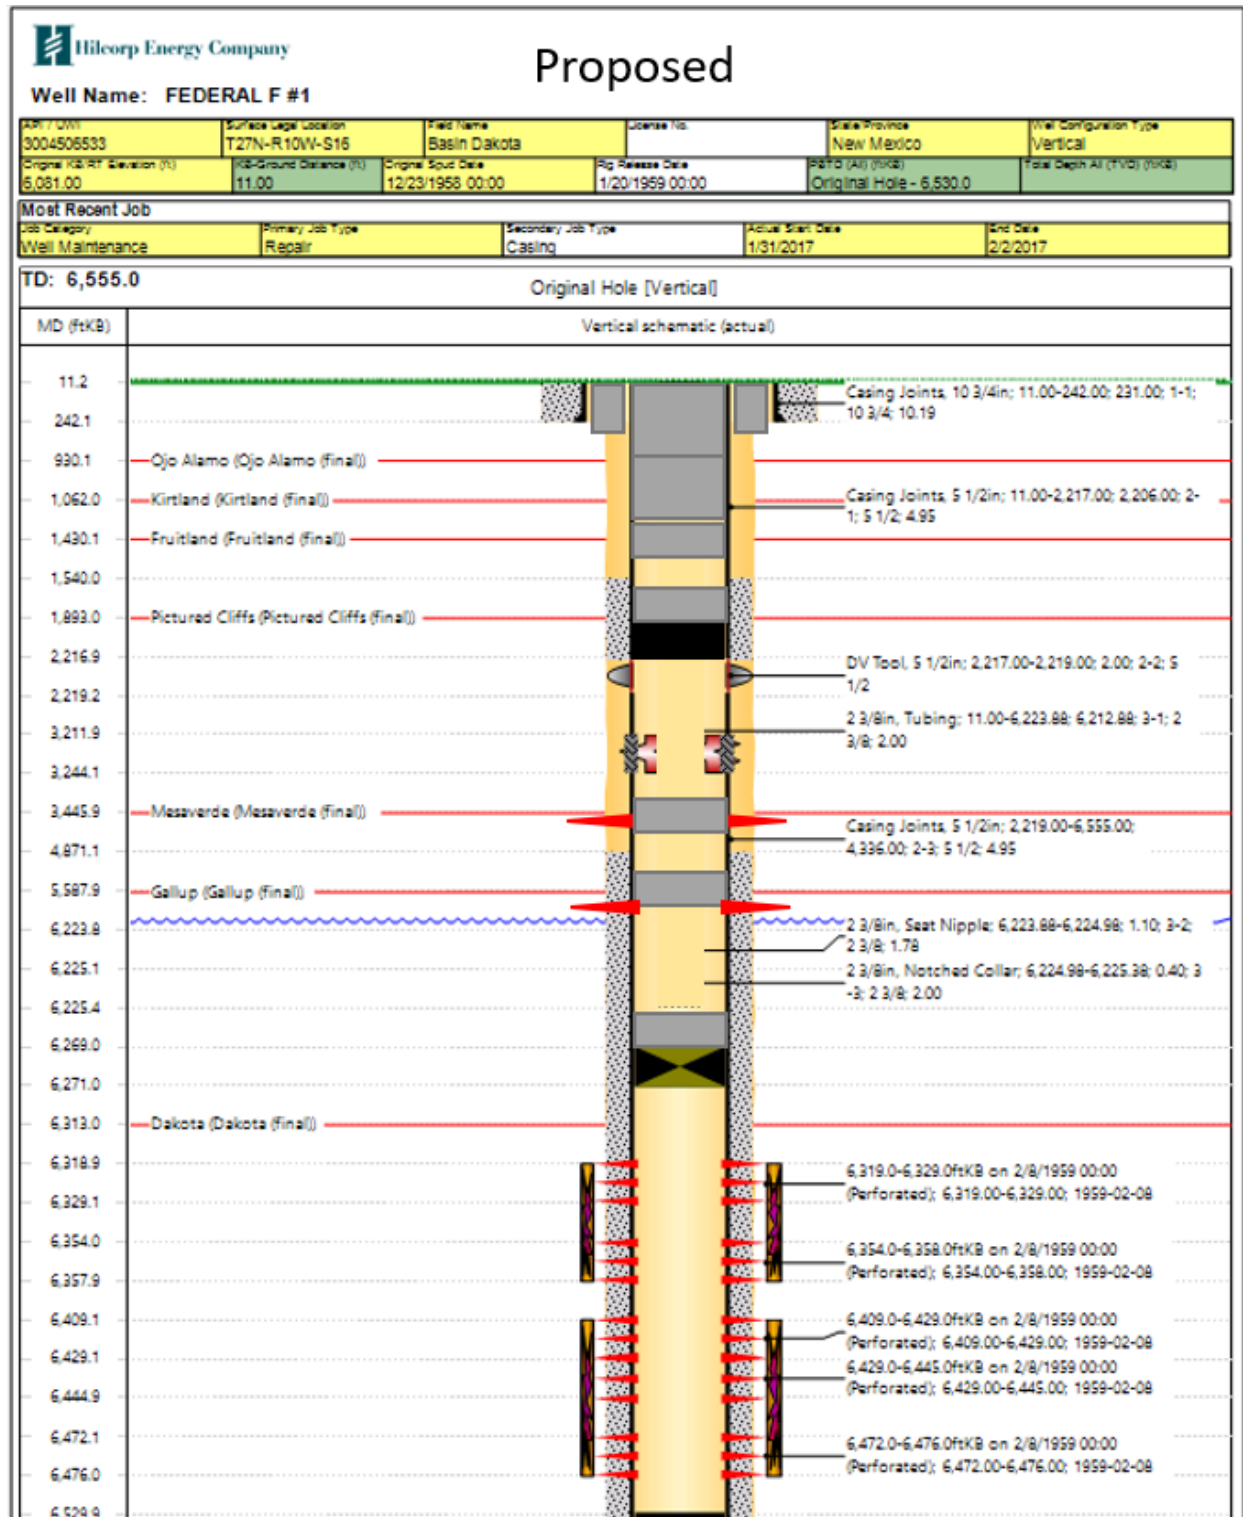 Hilcorp Energy Company
Proposed
Well Name: FEDERAL F #1
API / UWI Surface Legal Location Field Name License No. State/Province Well Configuration Type
3004506533 T27N-R10W-S16 Basin Dakota New Mexico Vertical
Original KB/RT Elevation (ft) KB-Ground Distance (ft) Original Spud Date Rig Release Date PBTD (All) (ftKB) Total Depth All (TVD) (ftKB)
6,081.00 11.00 12/23/1958 00:00 1/20/1959 00:00 Original Hole - 6,530.0
Most Recent Job
Job Category Primary Job Type Secondary Job Type Actual Start Date End Date
Well Maintenance Repair Casing 1/31/2017 2/2/2017
TD: 6,555.0
Original Hole [Vertical]
MD (ftKB) Vertical schematic (actual)
11.2
Casing Joints, 10 3/4in; 11.00-242.00; 231.00; 1-1;
10 3/4; 10.19
242.1
930.1 Ojo Alamo (Ojo Alamo (final))
1,062.0 Kirtland (Kirtland (final))
Casing Joints, 5 1/2in; 11.00-2,217.00; 2,206.00; 2-
1; 5 1/2; 4.95
1,430.1 Fruitland (Fruitland (final))
1,540.0
1,893.0 Pictured Cliffs (Pictured Cliffs (final))
2,216.9
DV Tool, 5 1/2in; 2,217.00-2,219.00; 2.00; 2-2; 5
1/2
2,219.2
2 3/8in, Tubing; 11.00-6,223.88; 6,212.88; 3-1; 2
3/8; 2.00
3,211.9
3,244.1
3,445.9 Mesaverde (Mesaverde (final))
Casing Joints, 5 1/2in; 2,219.00-6,555.00;
4,336.00; 2-3; 5 1/2; 4.95
4,871.1
5,587.9 Gallup (Gallup (final))
6,223.8
2 3/8in, Seat Nipple; 6,223.88-6,224.98; 1.10; 3-2;
2 3/8; 1.78
6,225.1
2 3/8in, Notched Collar; 6,224.98-6,225.38; 0.40; 3
-3; 2 3/8; 2.00
6,225.4
6,269.0
6,271.0
6,313.0 Dakota (Dakota (final))
6,318.9
6,319.0-6,329.0ftKB on 2/8/1959 00:00
(Perforated); 6,319.00-6,329.00; 1959-02-08
6,329.1
6,354.0
6,354.0-6,358.0ftKB on 2/8/1959 00:00
(Perforated); 6,354.00-6,358.00; 1959-02-08
6,357.9
6,409.1
6,409.0-6,429.0ftKB on 2/8/1959 00:00
(Perforated); 6,409.00-6,429.00; 1959-02-08
6,429.1
6,429.0-6,445.0ftKB on 2/8/1959 00:00
(Perforated); 6,429.00-6,445.00; 1959-02-08
6,444.9
6,472.1
6,472.0-6,476.0ftKB on 2/8/1959 00:00
(Perforated); 6,472.00-6,476.00; 1959-02-08
6,476.0
6,529.9